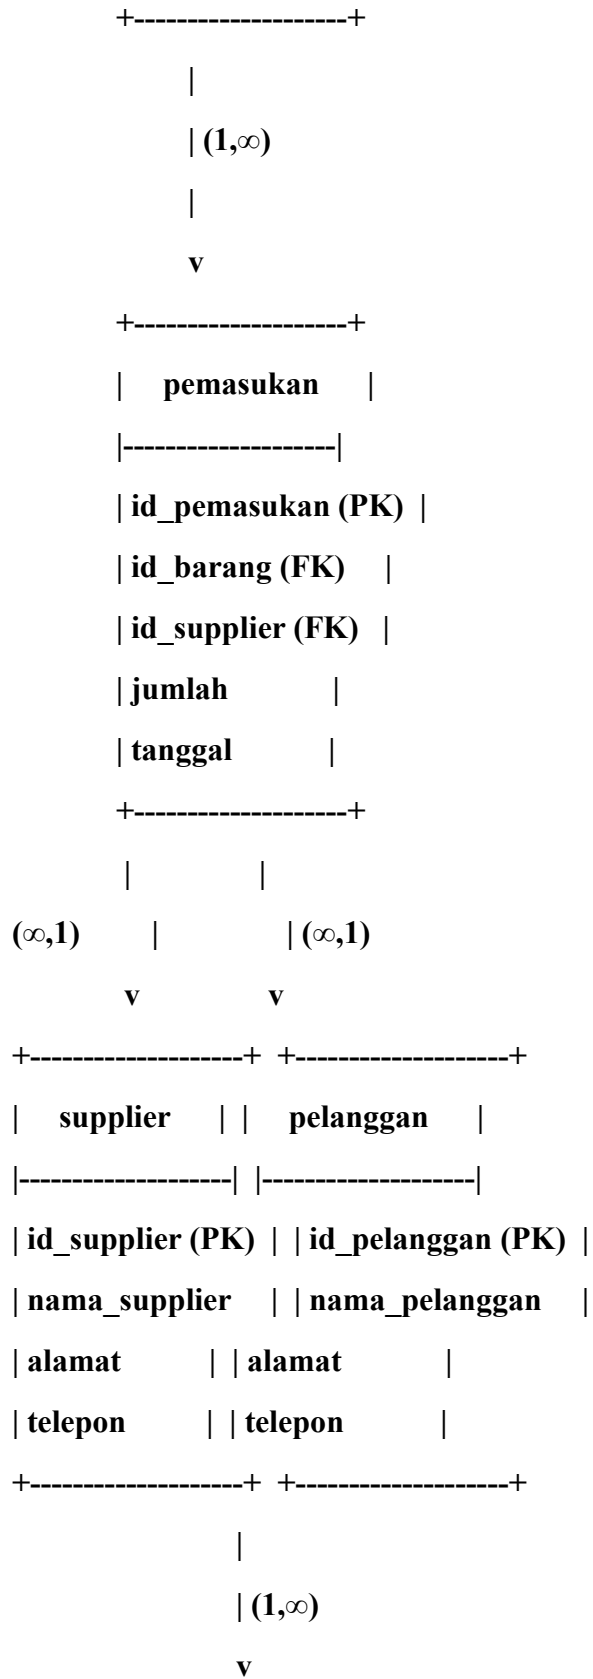 +--------------------+
|
| (1,∞)
|
v
+--------------------+
| pemasukan |
|--------------------|
| id_pemasukan (PK) |
| id_barang (FK) |
| id_supplier (FK) |
| jumlah |
| tanggal |
+--------------------+
| |
(∞,1) | | (∞,1)
v v
+--------------------+ +--------------------+
| supplier | | pelanggan |
|--------------------| |--------------------|
| id_supplier (PK) | | id_pelanggan (PK) |
| nama_supplier | | nama_pelanggan |
| alamat | | alamat |
| telepon | | telepon |
+--------------------+ +--------------------+
|
| (1,∞)
v